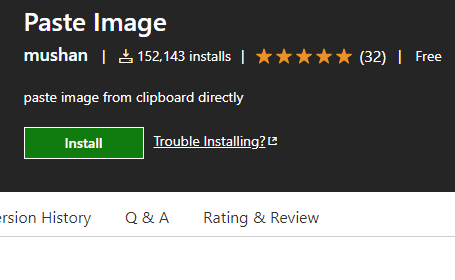 Paste Image
mushan | 152,143 installs | (32) | Free
paste image from clipboard directly
Install Trouble Installing?
ersion History Q & A Rating & Review